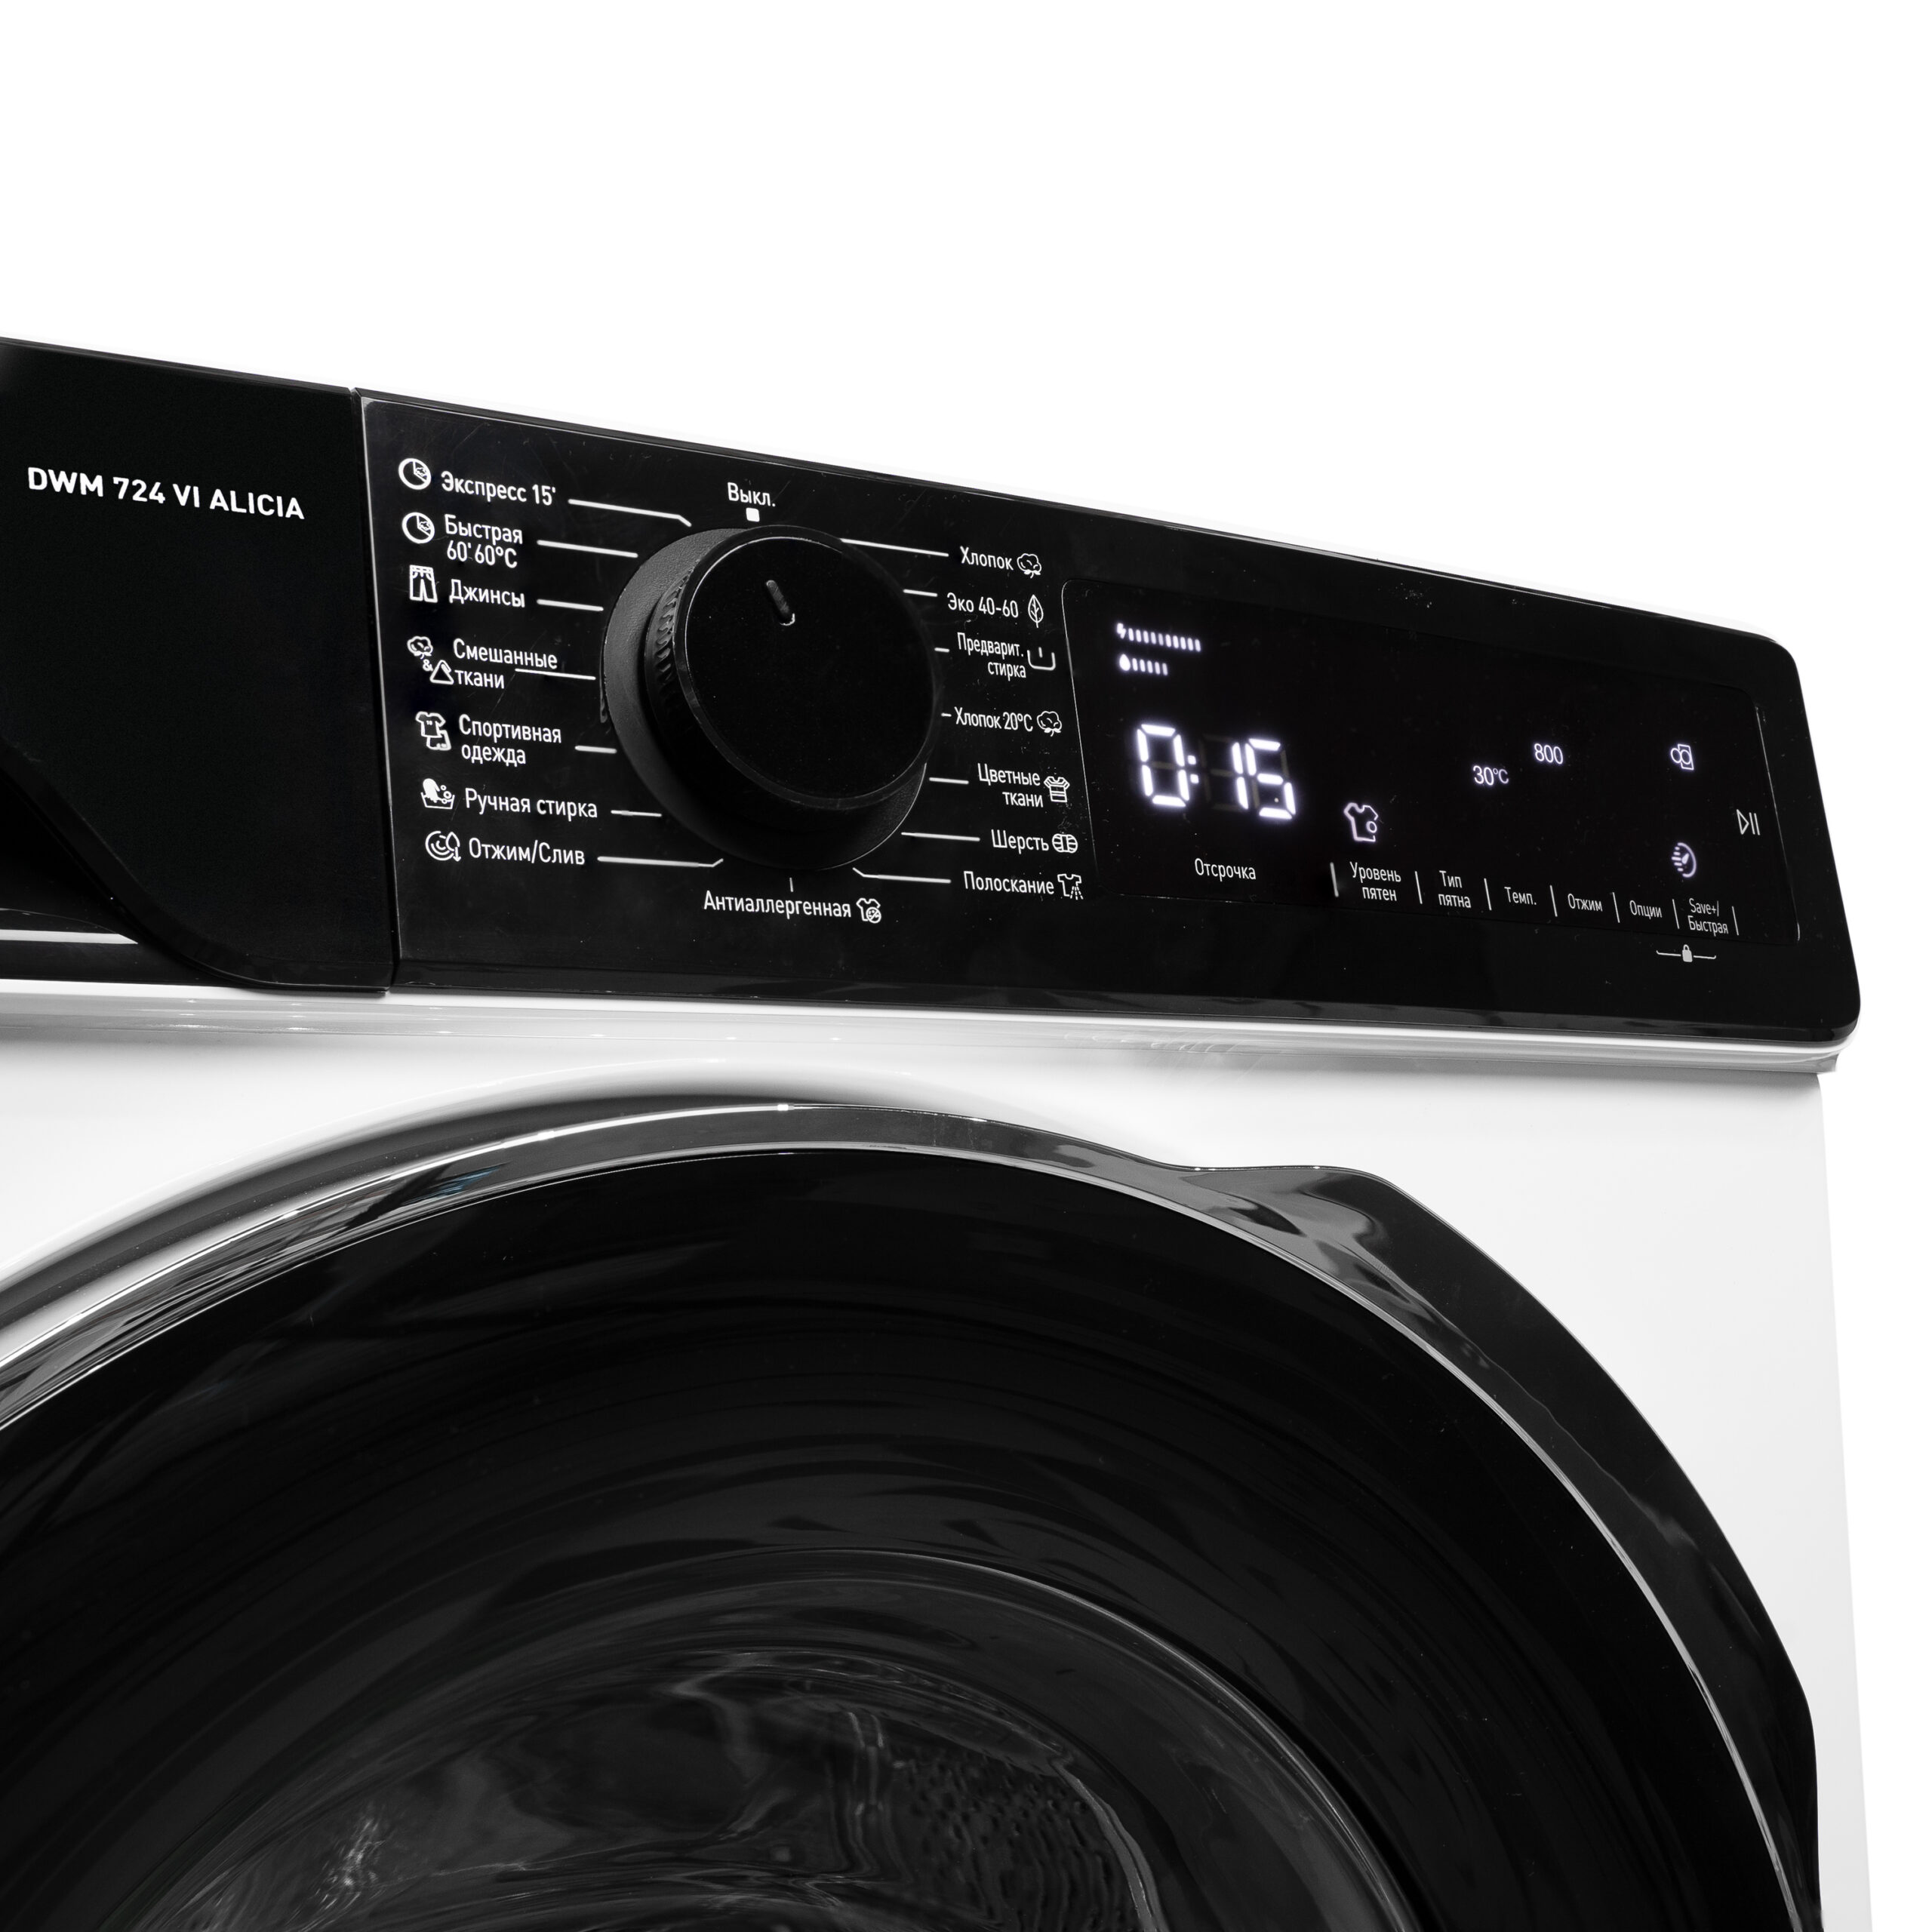 DWM 724 VI ALICIA
Экспресс 15'
Быстрая
60'60°C
Джинсы
Смешанные
&
ткани
Спортивная
одежда
Ручная стирка
Отжим/Слив
Выкл.
Антиаллергенная
Хлопок
Эко 40-60
Предварит.
стирка
Хлопок 20°C
Цветные
ткани
Шерсть
Полоскание
0:15
30°C
800
Отсрочка
Уровень
пятен
Тип
пятна
Темп.
Отжим
Опции
Save+/
Быстрая